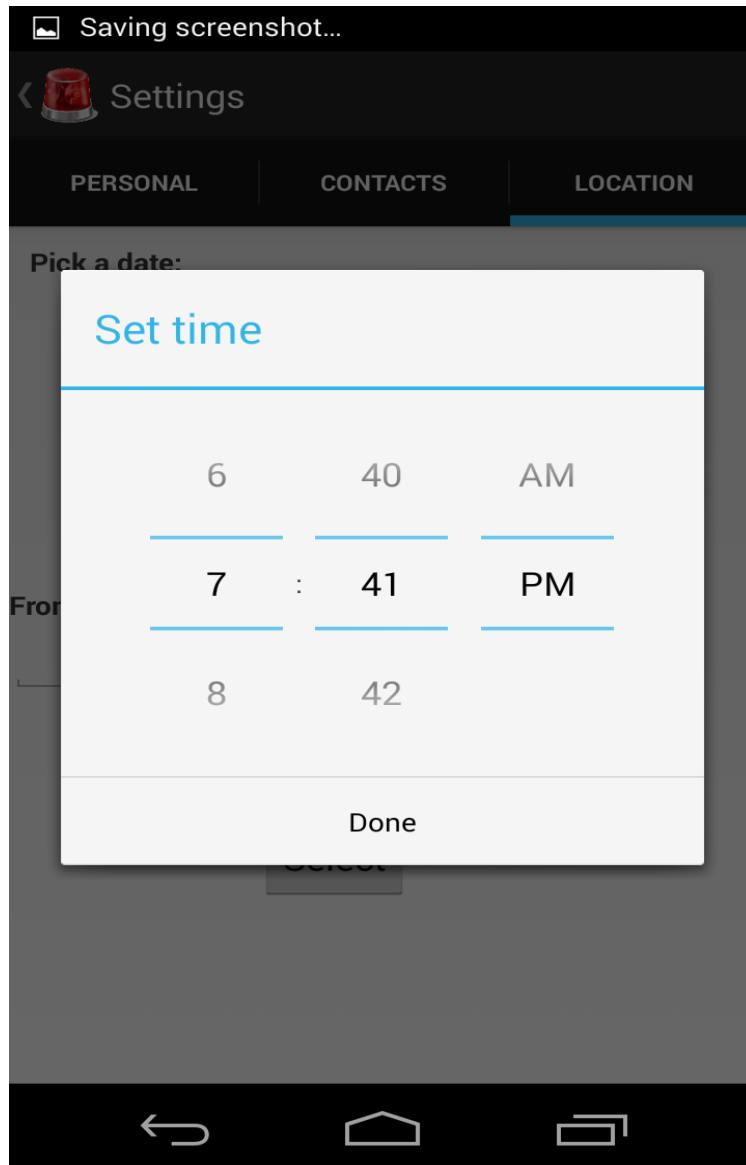 Saving screenshot...
Settings
PERSONAL CONTACTS LOCATION
Pick a date:
Set time
6 40 AM
7 : 41 PM
8 42
Done
Select